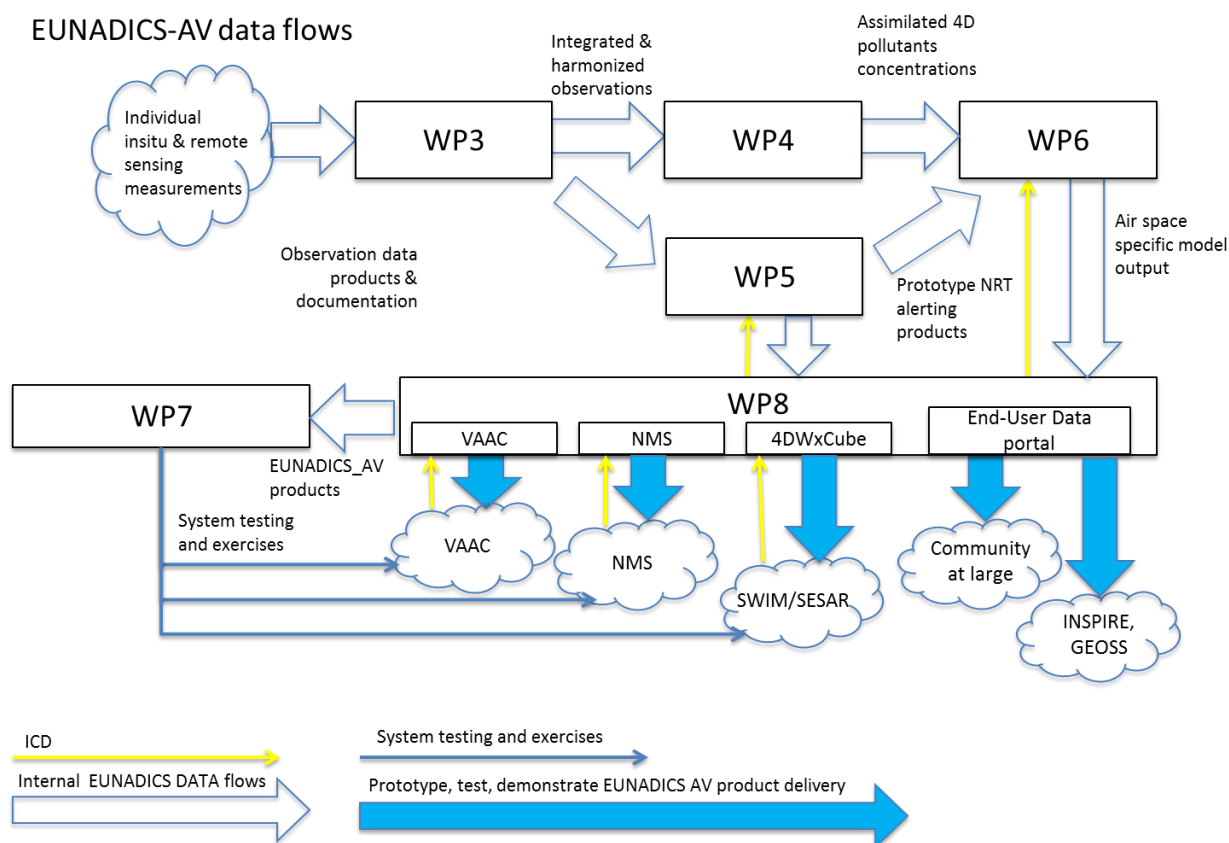 EUNADICS-AV data flows
Individual
insitu & remote
sensing
measurements
WP3
Integrated &
harmonized
observations
WP4
Assimilated 4D
pollutants
concentrations
WP6
Observation data
products &
documentation
WP5
Prototype NRT
alerting
products
Air space
specific model
output
WP7
WP8
VAAC
NMS
4DWxCube
End-User Data
portal
EUNADICS_AV
products
System testing
and exercises
VAAC
NMS
SWIM/SESAR
Community
at large
INSPIRE,
GEOSS
ICD
System testing and exercises
Internal EUNADICS DATA flows
Prototype, test, demonstrate EUNADICS AV product delivery